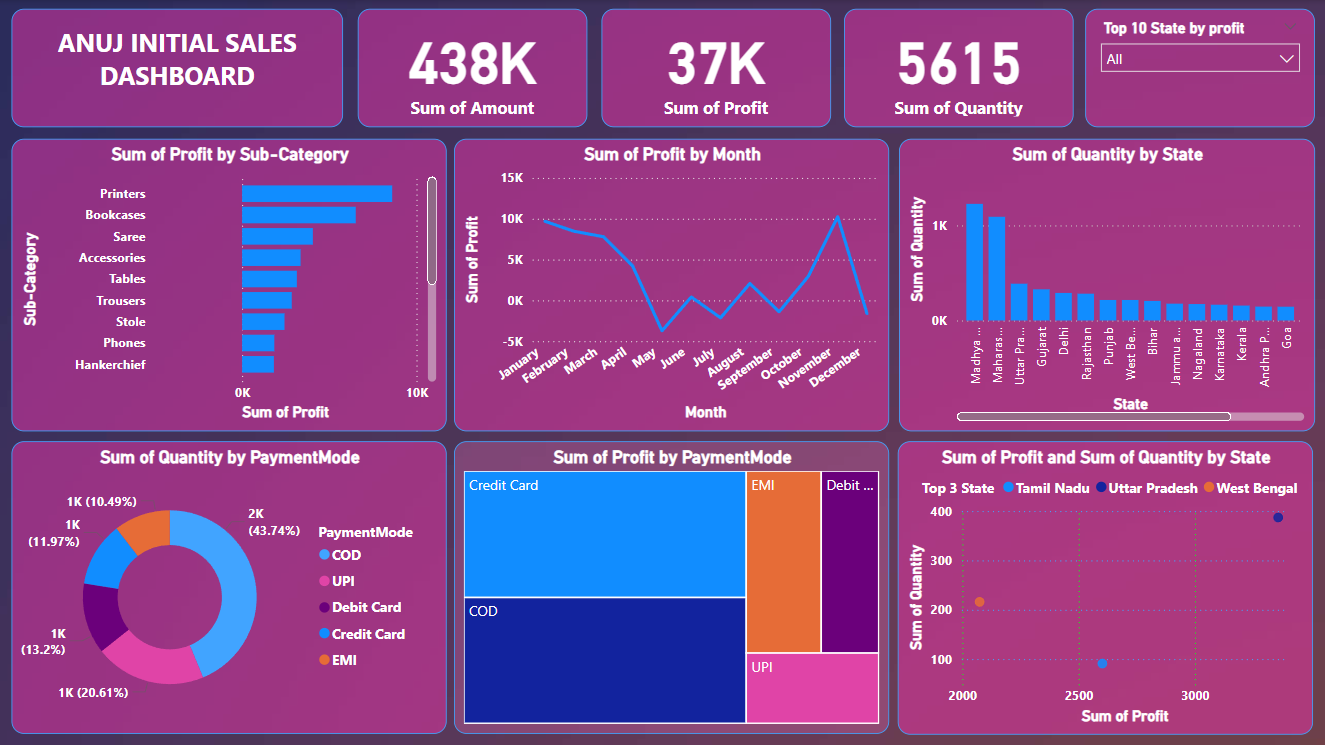 ANUJ INITIAL SALES
DASHBOARD
438K
Sum of Amount
37K
Sum of Profit
5615
Sum of Quantity
Top 10 State by profit
All
Sum of Profit by Sub-Category
Sub-Category
Printers
Bookcases
Saree
Accessories
Tables
Trousers
Stole
Phones
Hankerchief
0K
10K
Sum of Profit
Sum of Profit by Month
Sum of Profit
15K
10K
5K
0K
-5K
January
February
March
April
May
June
July
August
September
October
November
December
Month
Sum of Quantity by State
Sum of Quantity
1K
0K
Madhya ...
Maharas...
Uttar Pra...
Gujarat
Delhi
Rajasthan
Punjab
West Be...
Bihar
Jammu a...
Nagaland
Karnataka
Kerala
Andhra P...
Goa
State
Sum of Quantity by PaymentMode
1K (10.49%)
1K
(11.97%)
1K
(13.2%)
1K (20.61%)
2K
(43.74%)
PaymentMode
COD
UPI
Debit Card
Credit Card
EMI
Sum of Profit by PaymentMode
Credit Card
COD
EMI
Debit ...
UPI
Sum of Profit and Sum of Quantity by State
Top 3 State Tamil Nadu Uttar Pradesh West Bengal
Sum of Quantity
400
300
200
100
2000
2500
3000
Sum of Profit